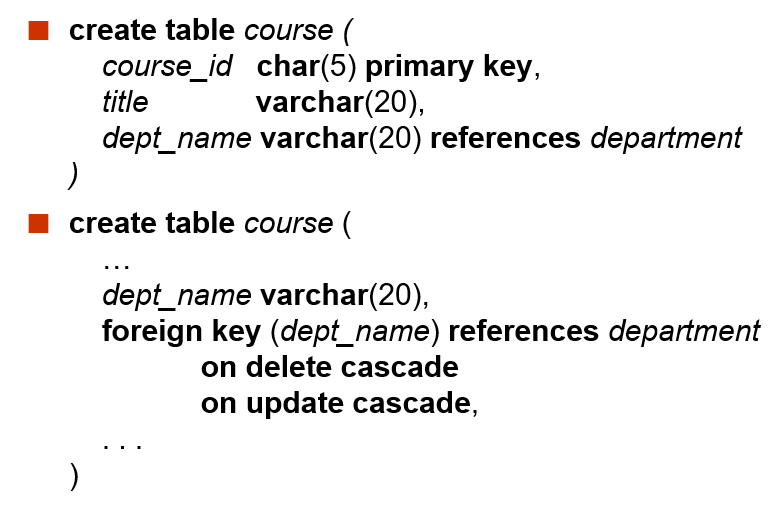 create table course (
course_id char(5) primary key,
title varchar(20),
dept_name varchar(20) references department
)
create table course (
…
dept_name varchar(20),
foreign key (dept_name) references department
on delete cascade
on update cascade,
. . .
)